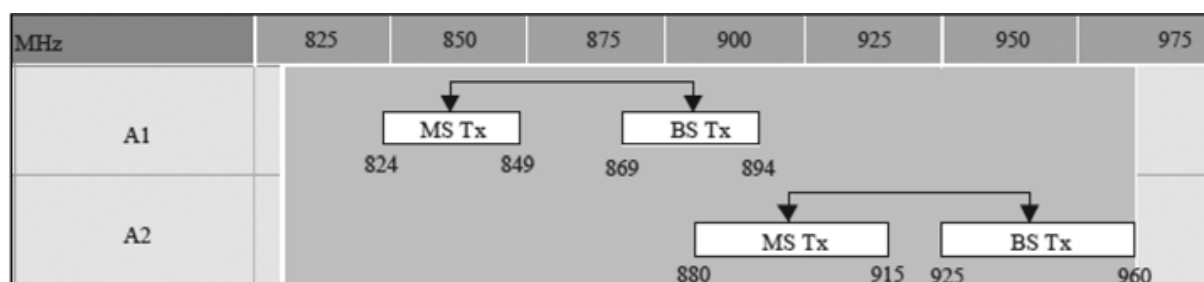 MHz 825 850 875 900 925 950 975
A1 MS Tx BS Tx
824 849 869 894
A2 MS Tx BS Tx
880 915 925 960